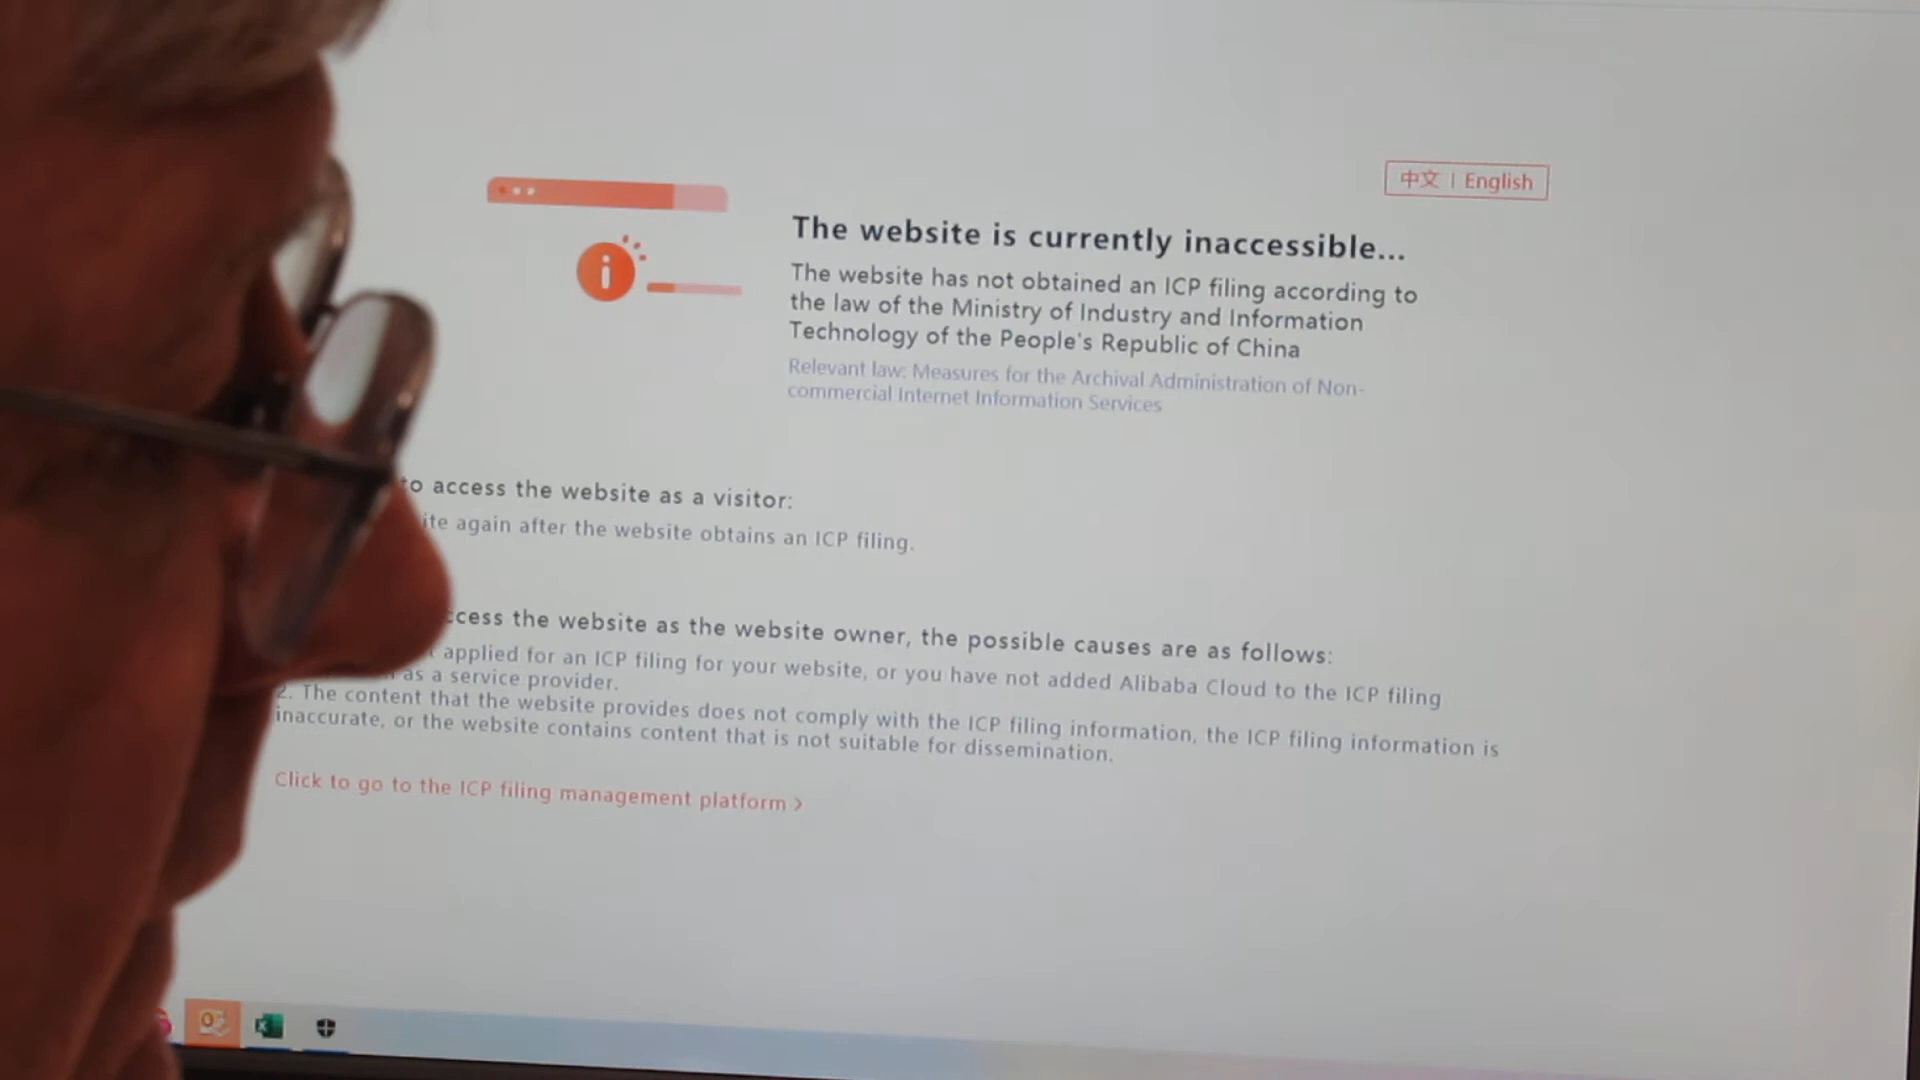 中文 | English
The website is currently inaccessible...
The website has not obtained an ICP filing according to
the law of the Ministry of Industry and Information
Technology of the People's Republic of China
Relevant law: Measures for the Archival Administration of Non-
commercial Internet Information Services
to access the website as a visitor:
again after the website obtains an ICP filing.
the website as the website owner, the possible causes are as follows:
applied for an ICP filing for your website, or you have not added Alibaba Cloud to the ICP filing
as a service provider.
2. The content that the website provides does not comply with the ICP filing information, the ICP filing information is
inaccurate, or the website contains content that is not suitable for dissemination.
Click to go to the ICP filing management platform >